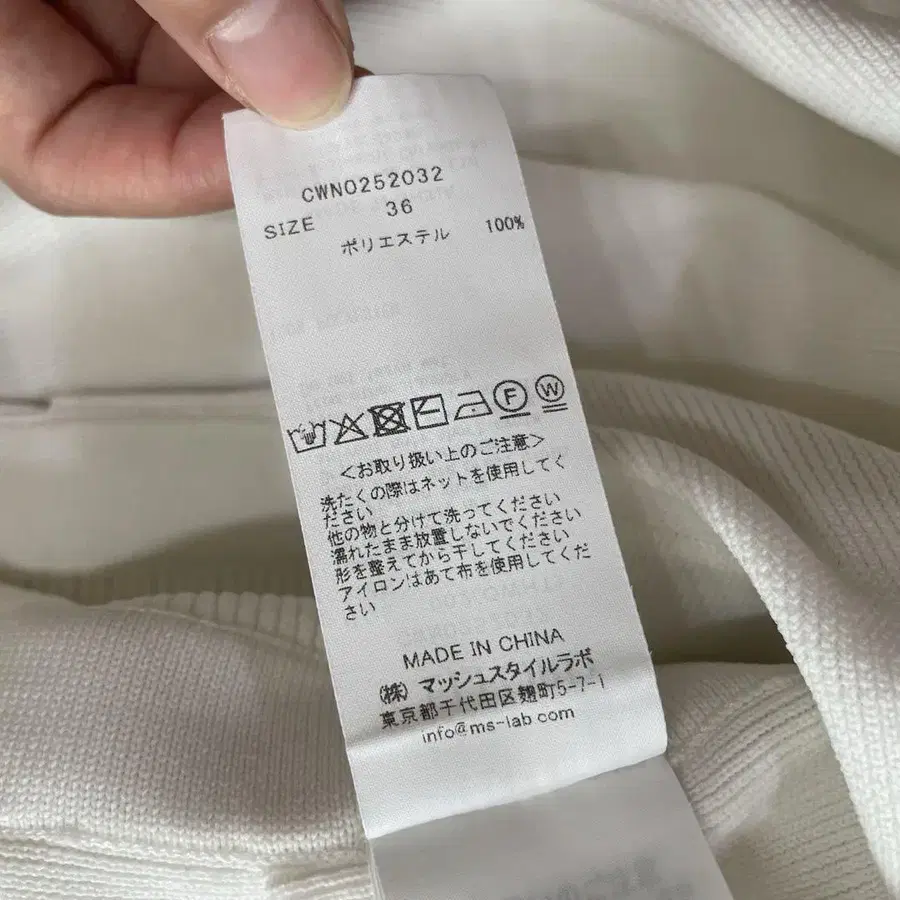 CWNO252032
SIZE 36
ポリエステル 100%
F W
<お取り扱い上のご注意>
洗たくの際はネットを使用してく
ださい
他の物と分けて洗ってください
濡れたまま放置しないでください
形を整えてから干してください
アイロンはあて布を使用してくだ
さい
MADE IN CHINA
(株) マッシュスタイルラボ
東京都千代田区麹町5-7-1
info@ms-lab.com